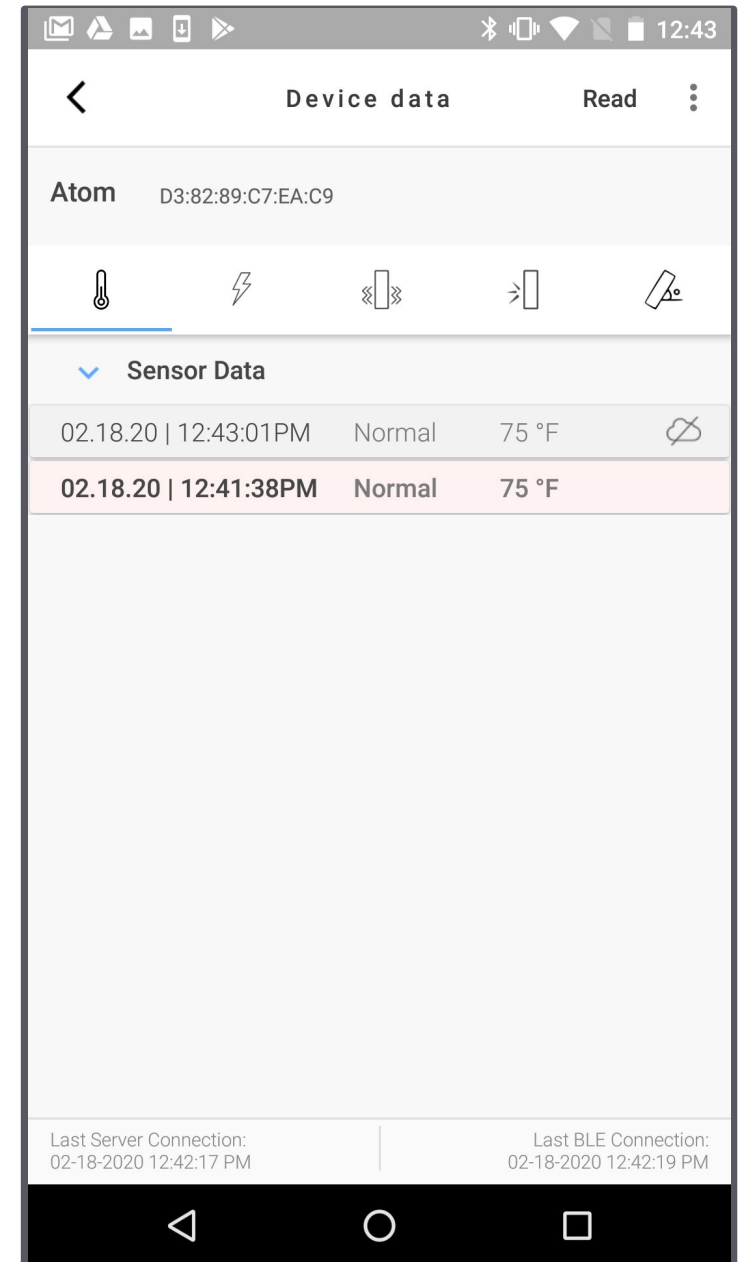 12:43
Device data Read
Atom D3:82:89:C7:EA:C9
Sensor Data
02.18.20 | 12:43:01PM Normal 75 °F
02.18.20 | 12:41:38PM Normal 75 °F
Last Server Connection: Last BLE Connection:
02-18-2020 12:42:17 PM 02-18-2020 12:42:19 PM